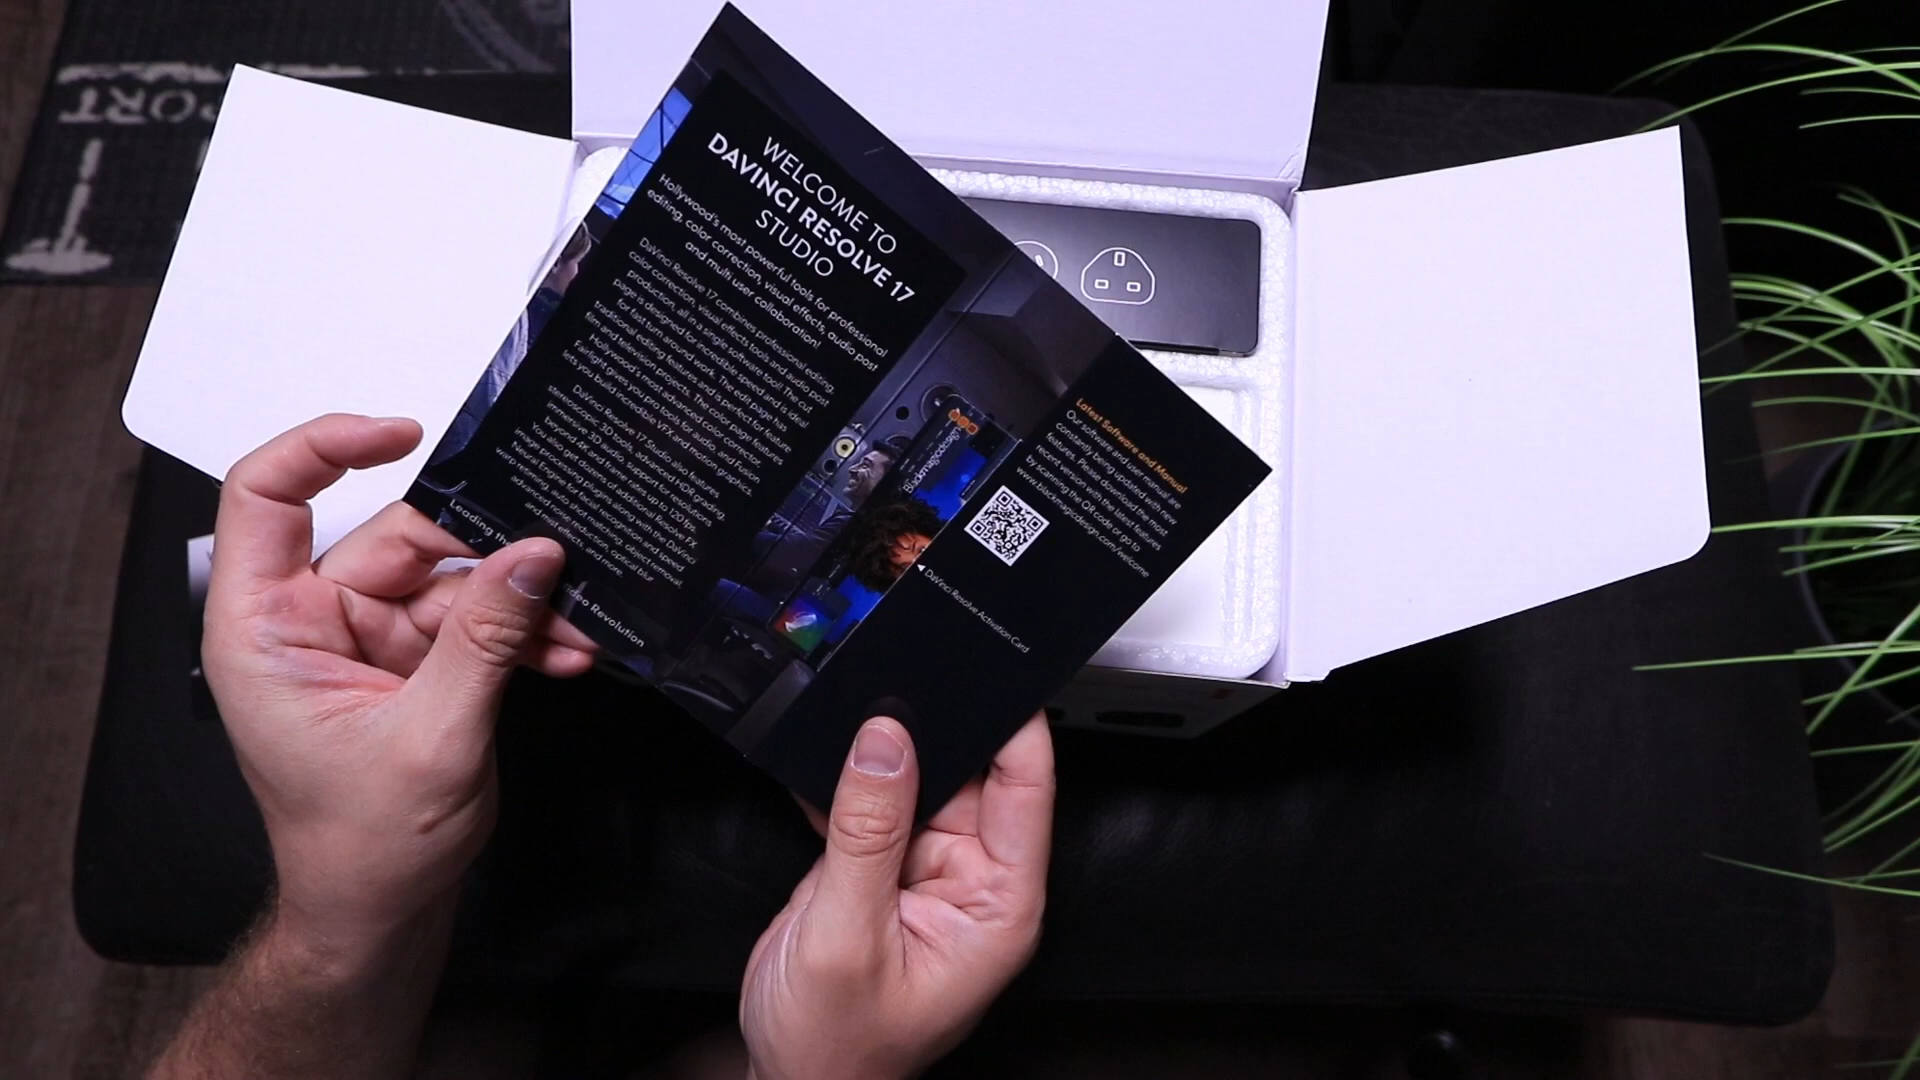 PORT
WELCOME TO
DAVINCI RESOLVE 17
STUDIO
Hollywood's most powerful tools for professional
editing, color correction, visual effects, audio post
and multi user collaboration!
DaVinci Resolve 17 combines professional editing,
color correction, visual effects tools and audio post
production, all in a single software tool! The cut
page is designed for incredible speed and is ideal
for fast turn around work. The edit page has
traditional editing features and is perfect for feature
film and television projects. The color page features
Hollywood's most advanced color corrector,
Fairlight gives you pro tools for audio, and Fusion
lets you build incredible VFX and motion graphics.
DaVinci Resolve 17 Studio also features
stereoscopic 3D tools, advanced HDR grading,
immersive 3D audio, support for resolutions
beyond 4K and frame rates up to 120 fps.
You also get dozens of additional Resolve FX
image processing plugins along with the DaVinci
Neural Engine for facial recognition and speed
warp retiming, auto shot matching, object removal,
advanced noise reduction, optical blur
and mist effects, and more.
Leading the
Video Revolution
Blackmagicdesign
Latest Software and Manual
Our software and user manual are
constantly being updated with new
features. Please download the most
recent version with the latest features
by scanning the QR code or go to
www.blackmagicdesign.com/welcome
DaVinci Resolve Activation Card